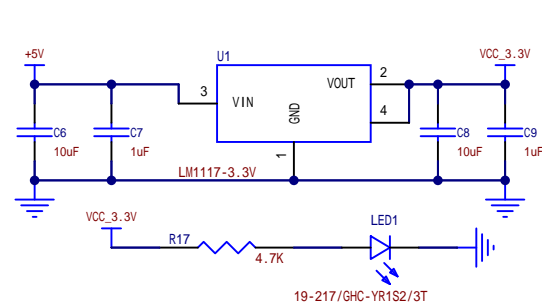 +5V
U1
VCC_3.3V
3
VIN
VOUT
2
GND
4
C6
10uF
C7
1uF
C8
10uF
C9
1uF
1
LM1117-3.3V
VCC_3.3V
R17
4.7K
LED1
19-217/GHC-YR1S2/3T